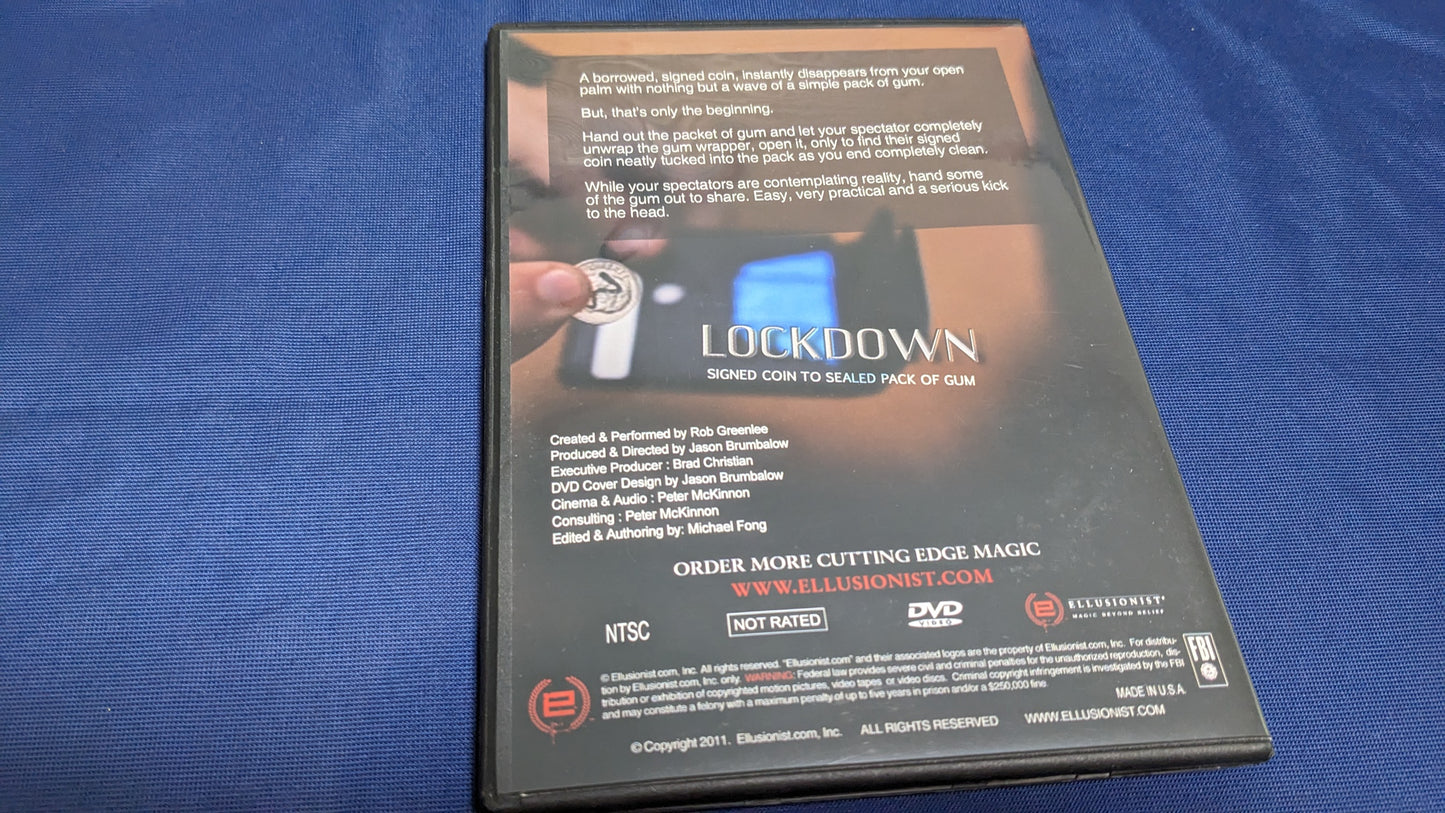 A borrowed, signed coin, instantly disappears from your open
palm with nothing but a wave of a simple pack of gum.
But, that's only the beginning.
Hand out the packet of gum and let your spectator completely
unwrap the gum wrapper, open it, only to find their signed
coin neatly tucked into the pack as you end completely clean.
While your spectators are contemplating reality, hand some
of the gum out to share. Easy, very practical and a serious kick
to the head.
LOCKDOWN
SIGNED COIN TO SEALED PACK OF GUM
Created & Performed by Rob Greenlee
Produced & Directed by Jason Brumbalow
Executive Producer : Brad Christian
DVD Cover Design by Jason Brumbalow
Cinema & Audio : Peter McKinnon
Consulting : Peter McKinnon
Edited & Authoring by: Michael Fong
ORDER MORE CUTTING EDGE MAGIC
WWW.ELLUSIONIST.COM
NTSC
NOT RATED
DVD
VIDEO
e
ELLUSIONIST
MAGIC BEYOND BELIEF
e
© Ellusionist.com, Inc. All rights reserved. "Ellusionist.com" and their associated logos are the property of Ellusionist.com, Inc. For distribu-
tion by Ellusionist.com, Inc. only. WARNING: Federal law provides severe civil and criminal penalties for the unauthorized reproduction, dis-
tribution or exhibition of copyrighted motion pictures, video tapes or video discs. Criminal copyright infringement is investigated by the FBI
and may constitute a felony with a maximum penalty of up to five years in prison and/or a $250,000 fine.
FBI
MADE IN U.S.A.
© Copyright 2011. Ellusionist.com, Inc. ALL RIGHTS RESERVED WWW.ELLUSIONIST.COM